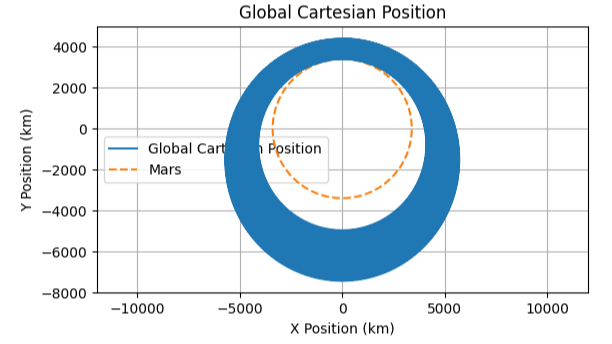 Global Cartesian Position
4000
2000
0
−2000
−4000
−6000
−8000
Y Position (km)
Global Cart n Position
Mars
−10000 −5000 0 5000 10000
X Position (km)